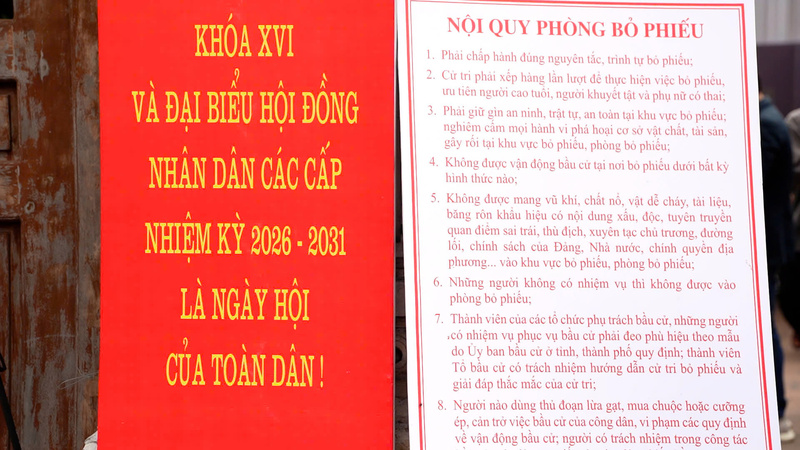 KHÓA XVI
VÀ ĐẠI BIỂU HỘI ĐỒNG
NHÂN DÂN CÁC CẤP
NHIỆM KỲ 2026 - 2031
LÀ NGÀY HỘI
CỦA TOÀN DÂN !
NỘI QUY PHÒNG BỎ PHIẾU
1. Phải chấp hành đúng nguyên tắc, trình tự bỏ phiếu;
2. Cử tri phải xếp hàng lần lượt để thực hiện việc bỏ phiếu,
ưu tiên người cao tuổi, người khuyết tật và phụ nữ có thai;
3. Phải giữ gìn an ninh, trật tự, an toàn tại khu vực bỏ phiếu;
nghiêm cấm mọi hành vi phá hoại cơ sở vật chất, tài sản,
gây rối tại khu vực bỏ phiếu, phòng bỏ phiếu;
4. Không được vận động bầu cử tại nơi bỏ phiếu dưới bất kỳ
hình thức nào;
5. Không được mang vũ khí, chất nổ, vật dễ cháy, tài liệu,
băng rôn khẩu hiệu có nội dung xấu, độc, tuyên truyền
quan điểm sai trái, thù địch, xuyên tạc chủ trương, đường
lối, chính sách của Đảng, Nhà nước, chính quyền địa
phương... vào khu vực bỏ phiếu, phòng bỏ phiếu;
6. Những người không có nhiệm vụ thì không được vào
phòng bỏ phiếu;
7. Thành viên của các tổ chức phụ trách bầu cử, những người
có nhiệm vụ phục vụ bầu cử phải đeo phù hiệu theo mẫu
do Ủy ban bầu cử ở tỉnh, thành phố quy định; thành viên
Tổ bầu cử có trách nhiệm hướng dẫn cử tri bỏ phiếu và
giải đáp thắc mắc của cử tri;
8. Người nào dùng thủ đoạn lừa gạt, mua chuộc hoặc cưỡng
ép, cản trở việc bầu cử của công dân, vi phạm các quy định
về vận động bầu cử; người có trách nhiệm trong công tác